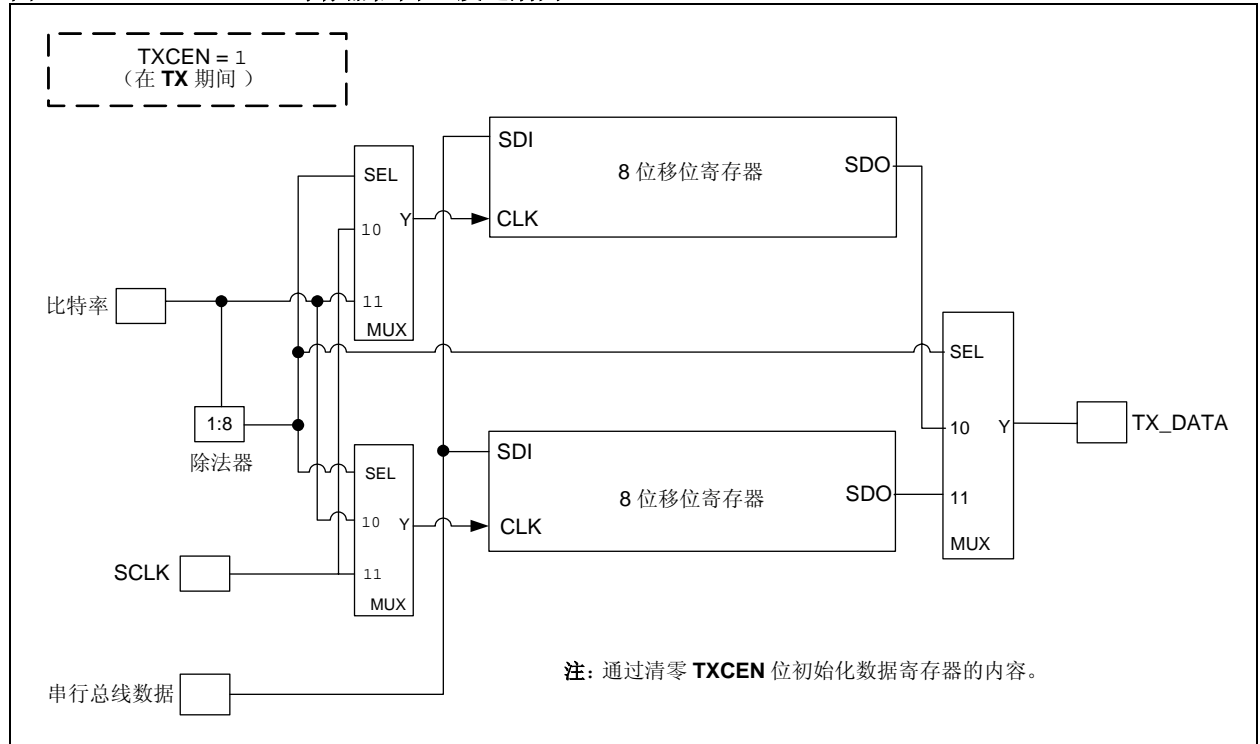 TXCEN = 1
（在 TX 期间 ）
SDI
8 位移位寄存器
SDO
CLK
SEL
10
Y
11
MUX
比特率
1:8
除法器
SEL
10
Y
11
MUX
SCLK
串行总线数据
SDI
8 位移位寄存器
SDO
CLK
SEL
10
Y
11
MUX
TX_DATA
注: 通过清零 TXCEN 位初始化数据寄存器的内容。